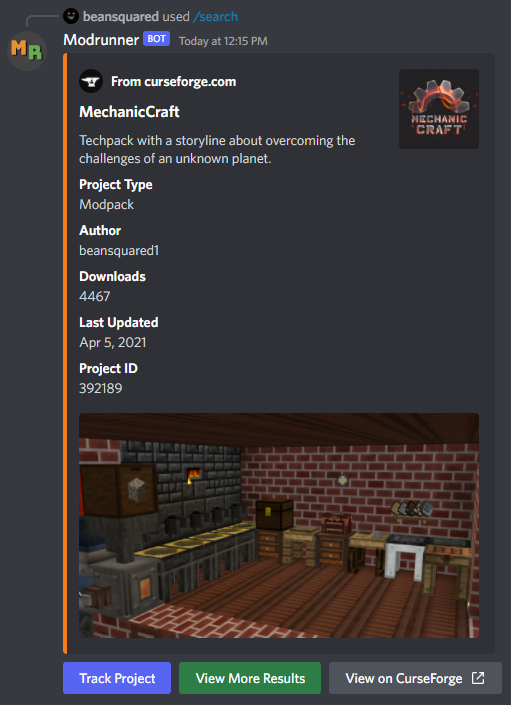 beansquared used /search
MR
Modrunner BOT Today at 12:15 PM
From curseforge.com
MechanicCraft
MECHANIC
CRAFT
Techpack with a storyline about overcoming the
challenges of an unknown planet.
Project Type
Modpack
Author
beansquared1
Downloads
4467
Last Updated
Apr 5, 2021
Project ID
392189
Track Project
View More Results
View on CurseForge